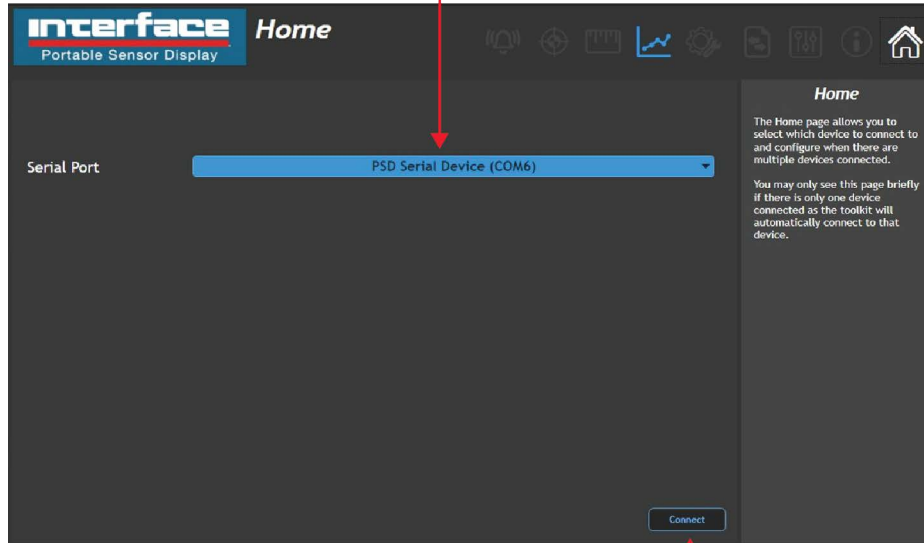 Interface
Portable Sensor Display
Home
Serial Port
PSD Serial Device (COM6)
Connect
Home
The Home page allows you to
select which device to connect to
and configure when there are
multiple devices connected.
You may only see this page briefly
if there is only one device
connected as the toolkit will
automatically connect to that
device.